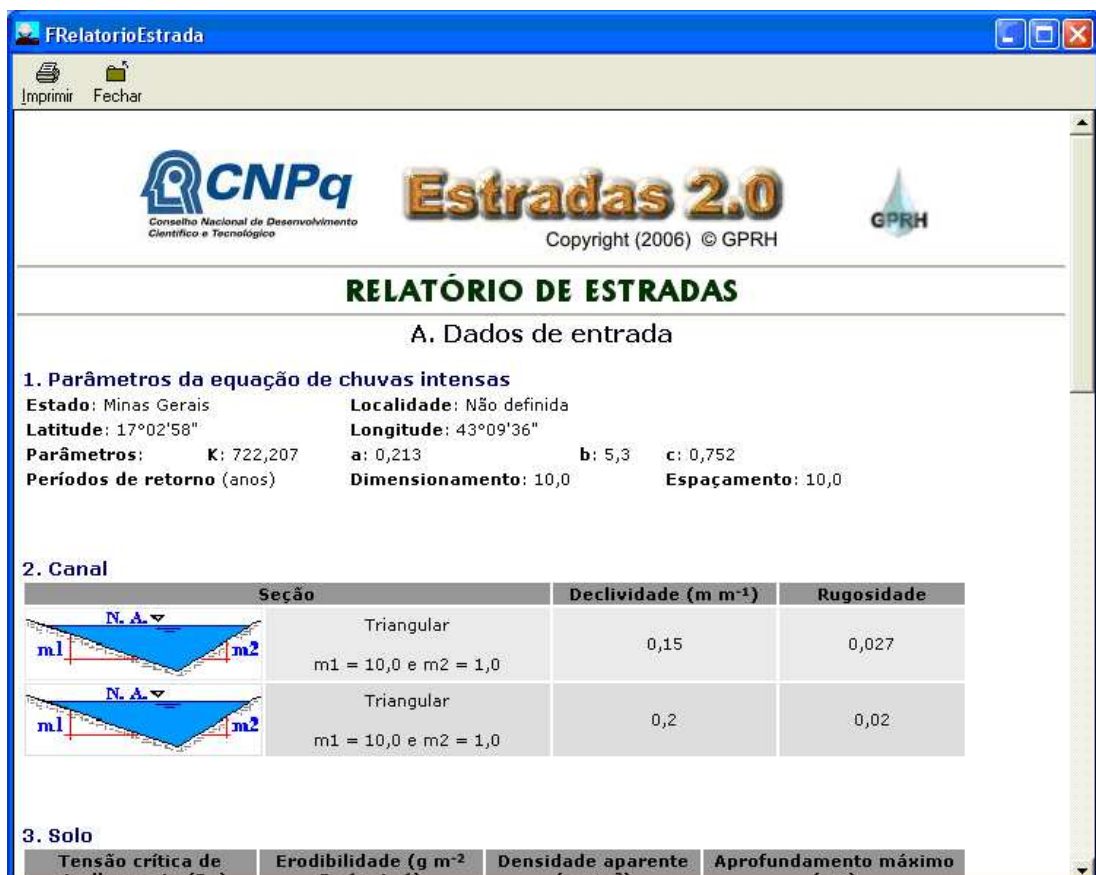 FRelatorioEstrada
Imprimir Fechar
CNPq
Conselho Nacional de Desenvolvimento
Científico e Tecnológico
Estradas 2.0
Copyright (2006) © GPRH
GPRH
RELATÓRIO DE ESTRADAS
A. Dados de entrada
1. Parâmetros da equação de chuvas intensas
Estado: Minas Gerais Localidade: Não definida
Latitude: 17°02'58" Longitude: 43°09'36"
Parâmetros: K: 722,207 a: 0,213 b: 5,3 c: 0,752
Períodos de retorno (anos) Dimensionamento: 10,0 Espaçamento: 10,0
2. Canal
Seção Declividade (m m-¹) Rugosidade
N. A.
m1 m2
Triangular
m1 = 10,0 e m2 = 1,0
0,15 0,027
N. A.
m1 m2
Triangular
m1 = 10,0 e m2 = 1,0
0,2 0,02
3. Solo
Tensão crítica de Erodibilidade (g m-² Densidade aparente Aprofundamento máximo